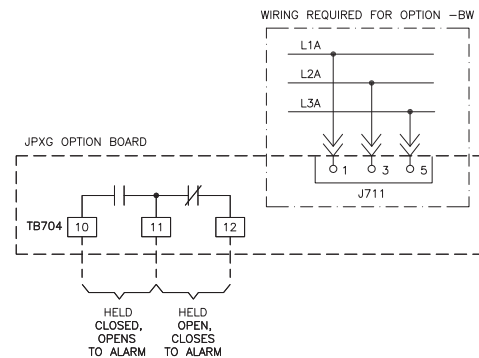 WIRING REQUIRED FOR OPTION -BW
L1A
L2A
L3A
JPXG OPTION BOARD
1 3 5
J711
TB704 10 11 12
HELD CLOSED, OPENS TO ALARM
HELD OPEN, CLOSES TO ALARM